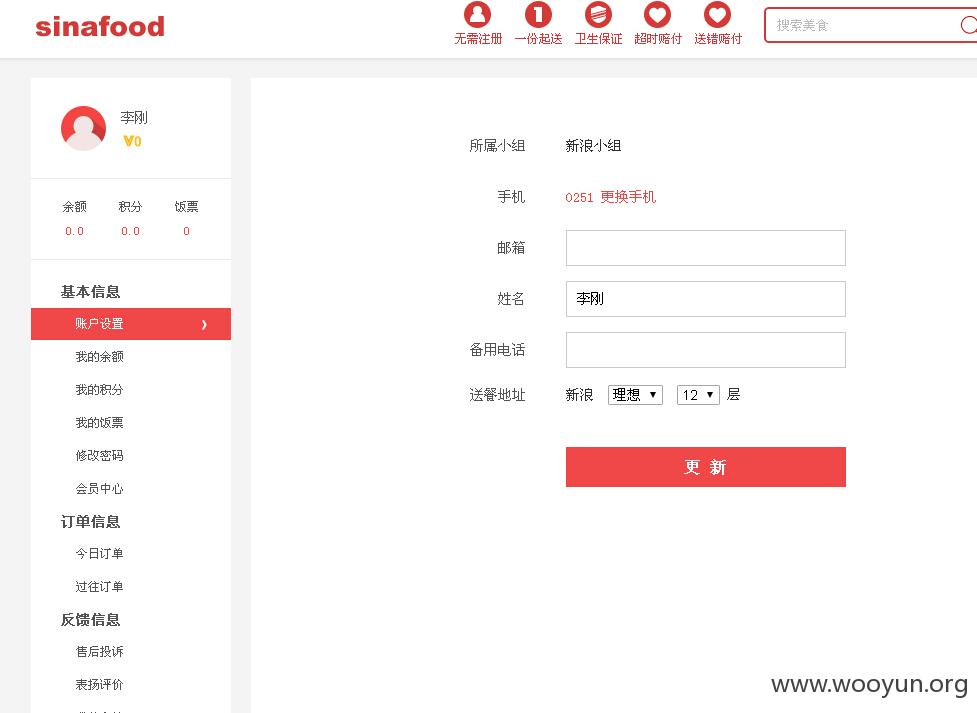 sinafood
无需注册 一份起送 卫生保证 超时赔付 送错赔付
搜索美食
李刚
V0
余额 积分 饭票
0.0 0.0 0
基本信息
账户设置
我的余额
我的积分
我的饭票
修改密码
会员中心
订单信息
今日订单
过往订单
反馈信息
售后投诉
表扬评价
所属小组 新浪小组
手机 0251 更换手机
邮箱
姓名 李刚
备用电话
送餐地址 新浪 理想 12 层
更 新
www.wooyun.org